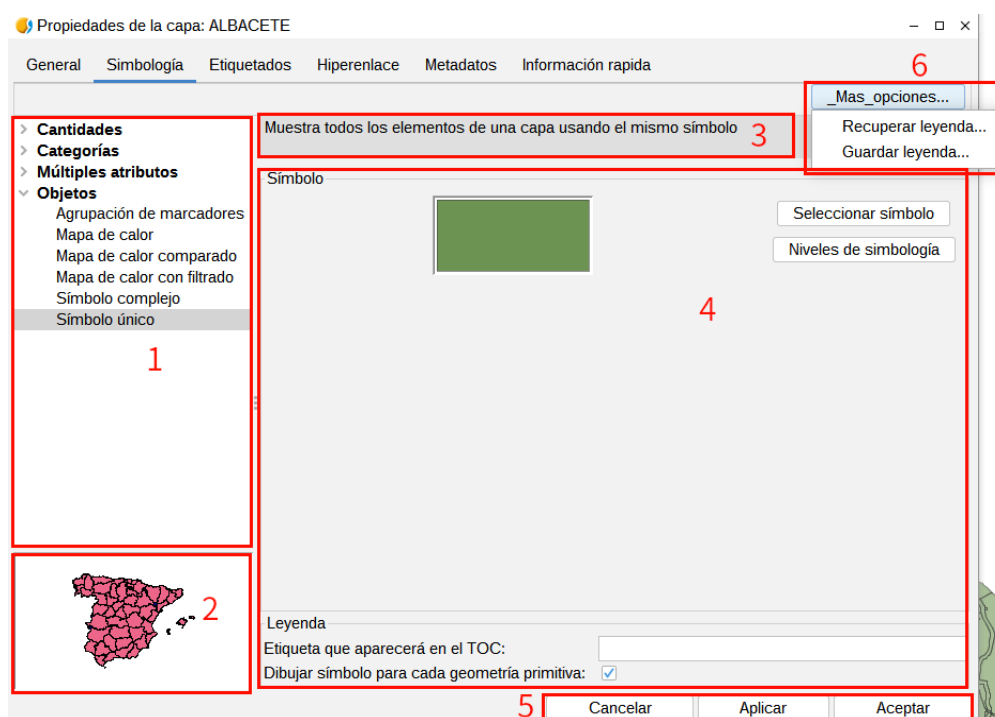 Propiedades de la capa: ALBACETE
General Simbología Etiquetados Hiperenlace Metadatos Información rapida
6
_Mas_opciones...
Recuperar leyenda...
Guardar leyenda...
Cantidades
Categorías
Múltiples atributos
Objetos
Agrupación de marcadores
Mapa de calor
Mapa de calor comparado
Mapa de calor con filtrado
Símbolo complejo
Símbolo único
1
2
Muestra todos los elementos de una capa usando el mismo símbolo
3
Símbolo
Seleccionar símbolo
Niveles de simbología
4
Leyenda
Etiqueta que aparecerá en el TOC:
Dibujar símbolo para cada geometría primitiva:
5
Cancelar Aplicar Aceptar